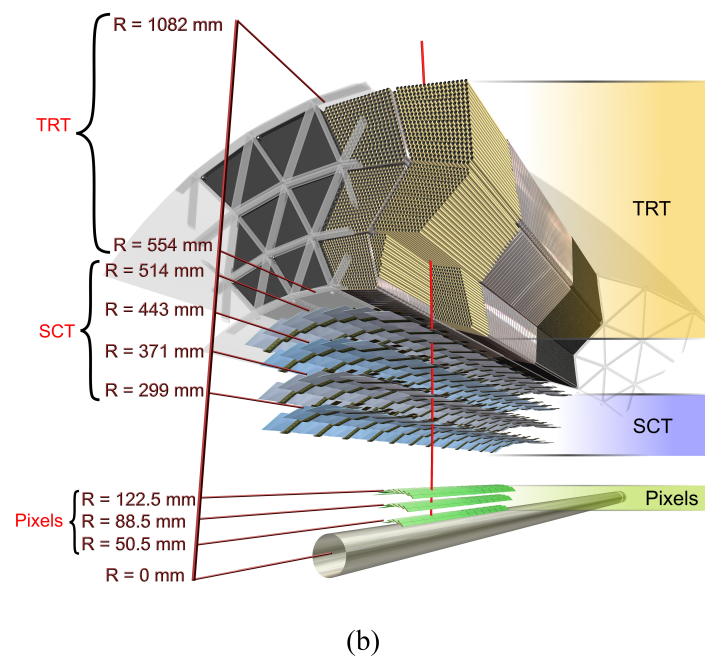 R = 1082 mm
TRT
R = 554 mm
R = 514 mm
R = 443 mm
SCT
R = 371 mm
R = 299 mm
R = 122.5 mm
Pixels
R = 88.5 mm
R = 50.5 mm
R = 0 mm
TRT
SCT
Pixels
(b)